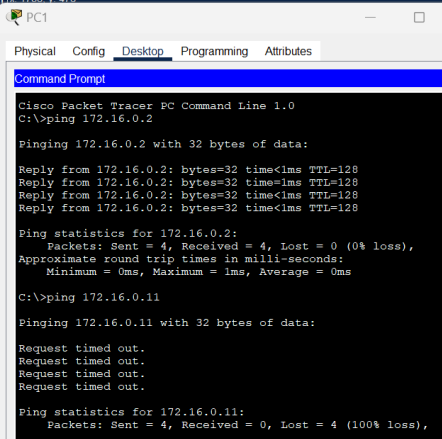 PC1
Physical Config Desktop Programming Attributes
Command Prompt
Cisco Packet Tracer PC Command Line 1.0
C:\>ping 172.16.0.2
Pinging 172.16.0.2 with 32 bytes of data:
Reply from 172.16.0.2: bytes=32 time<1ms TTL=128
Reply from 172.16.0.2: bytes=32 time=1ms TTL=128
Reply from 172.16.0.2: bytes=32 time<1ms TTL=128
Reply from 172.16.0.2: bytes=32 time<1ms TTL=128
Ping statistics for 172.16.0.2:
Packets: Sent = 4, Received = 4, Lost = 0 (0% loss),
Approximate round trip times in milli-seconds:
Minimum = 0ms, Maximum = 1ms, Average = 0ms
C:\>ping 172.16.0.11
Pinging 172.16.0.11 with 32 bytes of data:
Request timed out.
Request timed out.
Request timed out.
Request timed out.
Ping statistics for 172.16.0.11:
Packets: Sent = 4, Received = 0, Lost = 4 (100% loss),